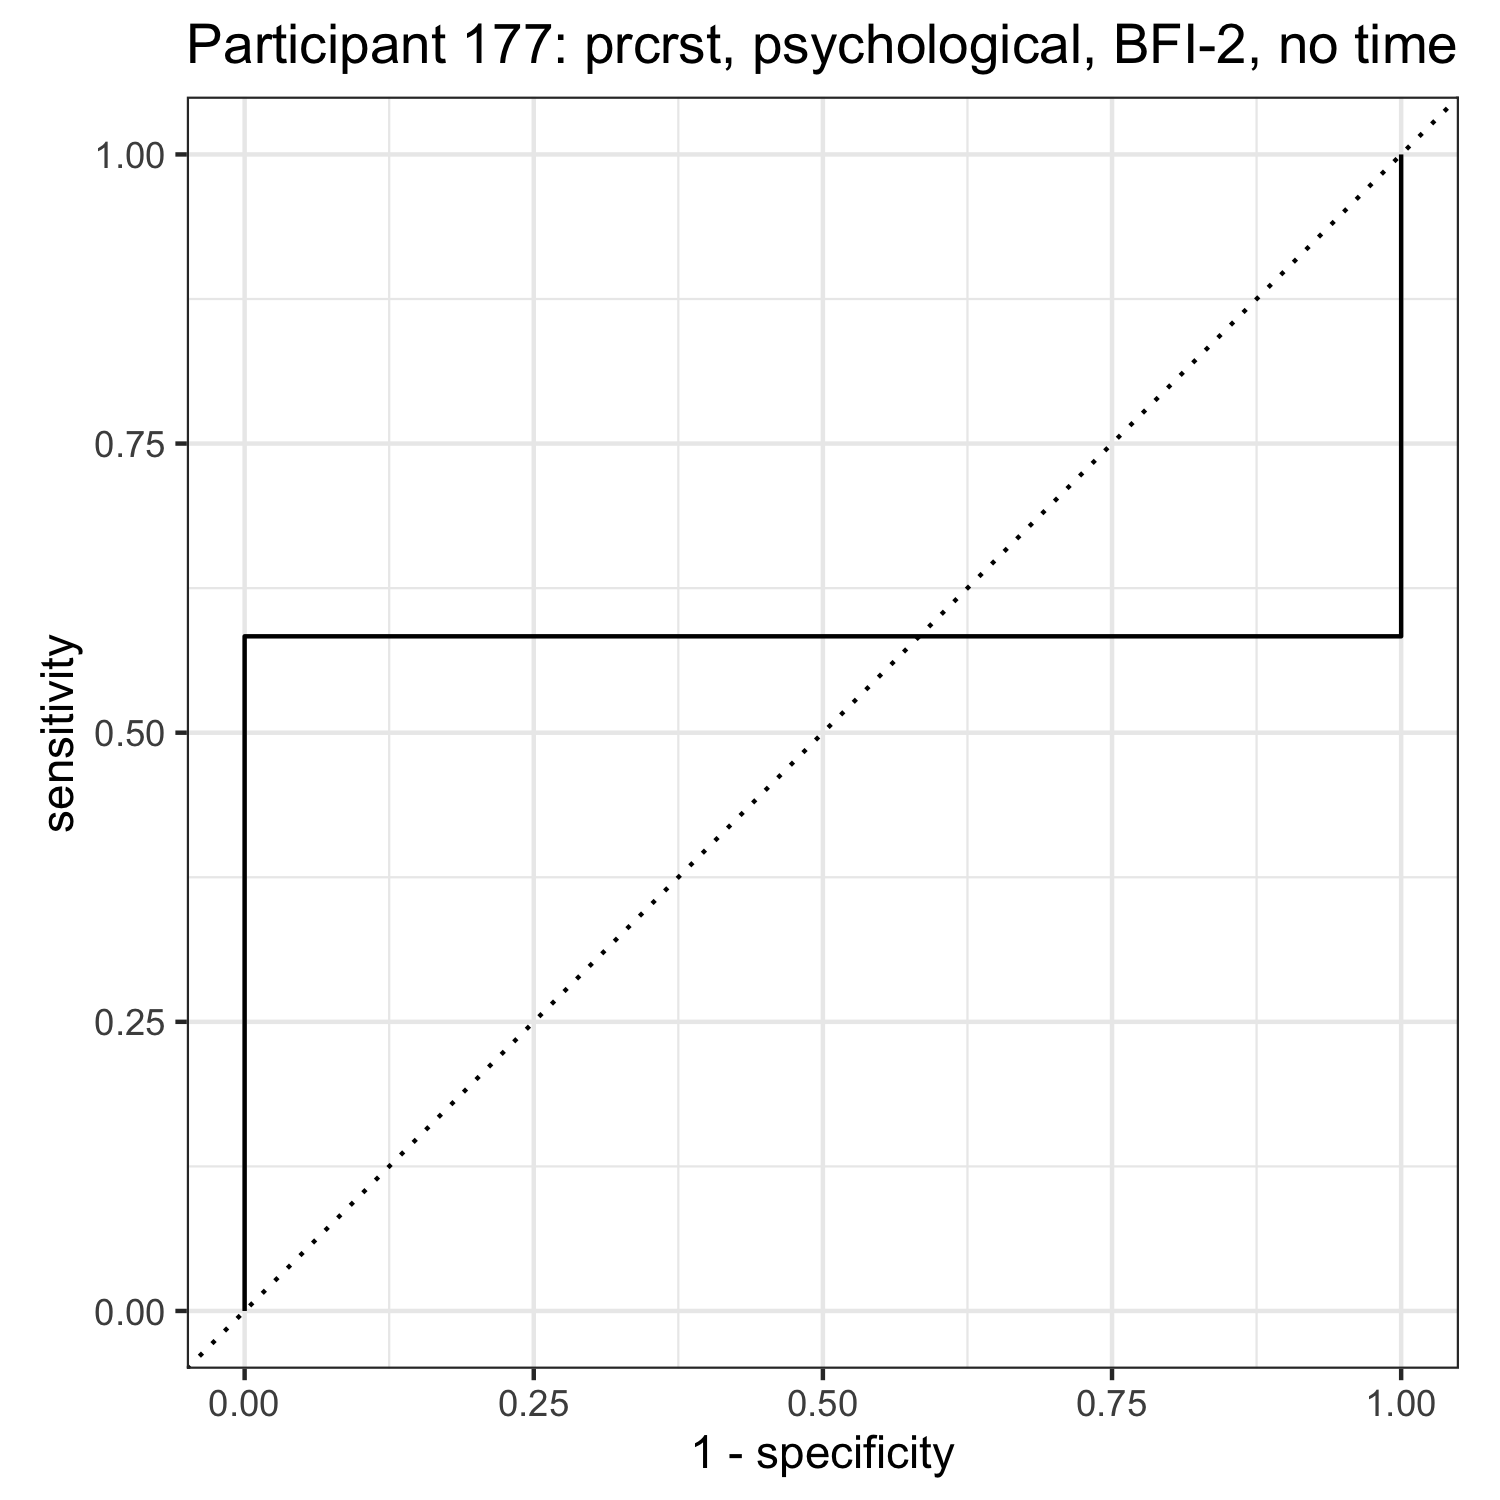 Participant 177: prcrst, psychological, BFI-2, no time
sensitivity
1.00
0.75
0.50
0.25
0.00
0.00 0.25 0.50 0.75 1.00
1 - specificity